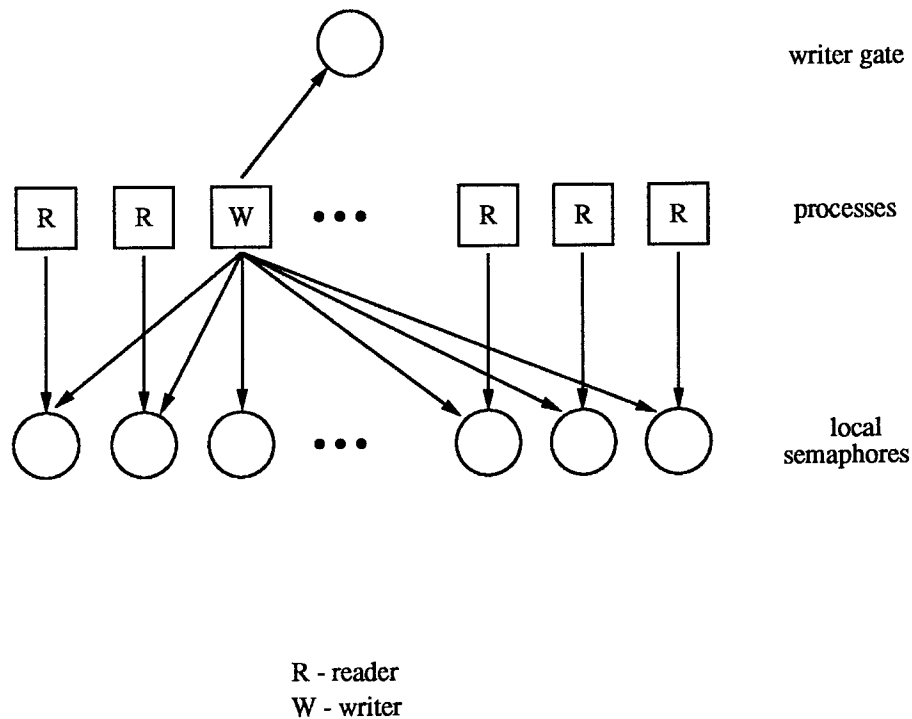 writer gate
R R W R R R processes
local
semaphores
R - reader
W - writer